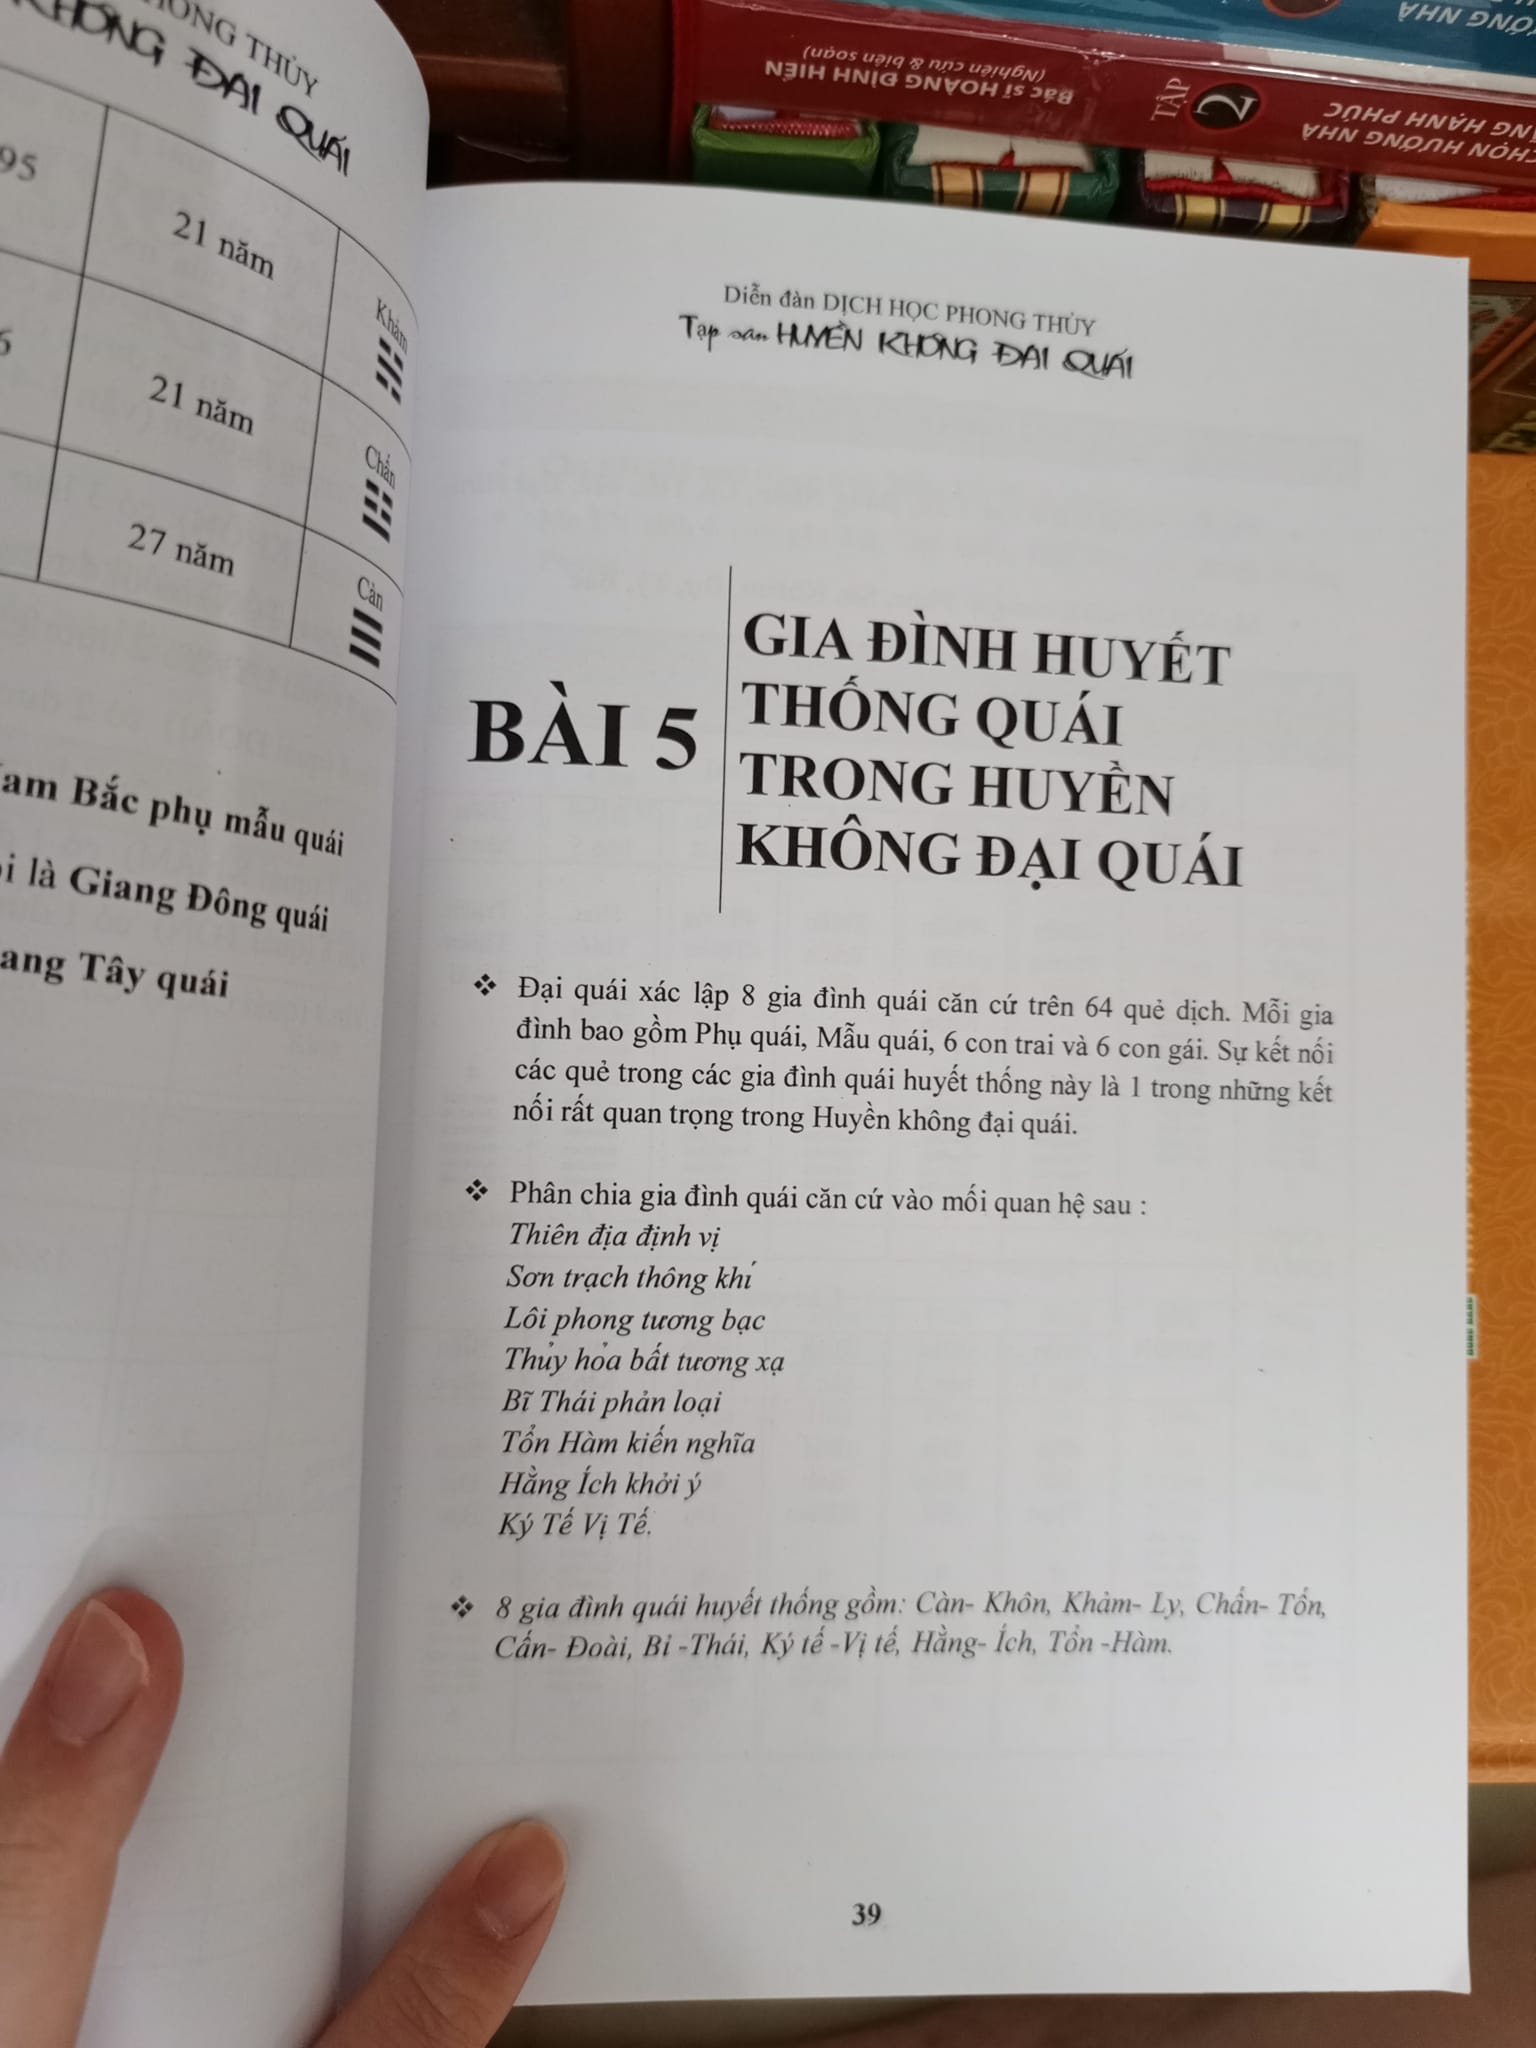 PHONG THỦY
KHÔNG ĐẠI QUÁI
95
21 năm
Khảm
6
21 năm
Chấn
27 năm
Càn
Bắc phụ mẫu quái
là Giang Đông quái
Tây quái
Diễn đàn DỊCH HỌC PHONG THỦY
Tạp san HUYỀN KHÔNG ĐẠI QUÁI
BÀI 5
GIA ĐÌNH HUYẾT
THỐNG QUÁI
TRONG HUYỀN
KHÔNG ĐẠI QUÁI
❖ Đại quái xác lập 8 gia đình quái căn cứ trên 64 quẻ dịch. Mỗi gia
đình bao gồm Phụ quái, Mẫu quái, 6 con trai và 6 con gái. Sự kết nối
các quẻ trong các gia đình quái huyết thống này là 1 trong những kết
nối rất quan trọng trong Huyền không đại quái.
❖ Phân chia gia đình quái căn cứ vào mối quan hệ sau :
Thiên địa định vị
Sơn trạch thông khí
Lôi phong tương bạc
Thủy hỏa bất tương xạ
Bĩ Thái phản loại
Tổn Hàm kiến nghĩa
Hằng Ích khởi ý
Ký Tế Vị Tế.
❖ 8 gia đình quái huyết thống gồm: Càn- Khôn, Khảm- Ly, Chấn- Tốn,
Cấn- Đoài, Bỉ -Thái, Ký tế -Vị tế, Hằng- Ích, Tổn -Hàm.
39
Bác sĩ HOÀNG ĐÌNH HIỀN
(Nghiên cứu & biên soạn)
TẬP
2
CHỌN HƯỚNG NHÀ
HẠNH PHÚC